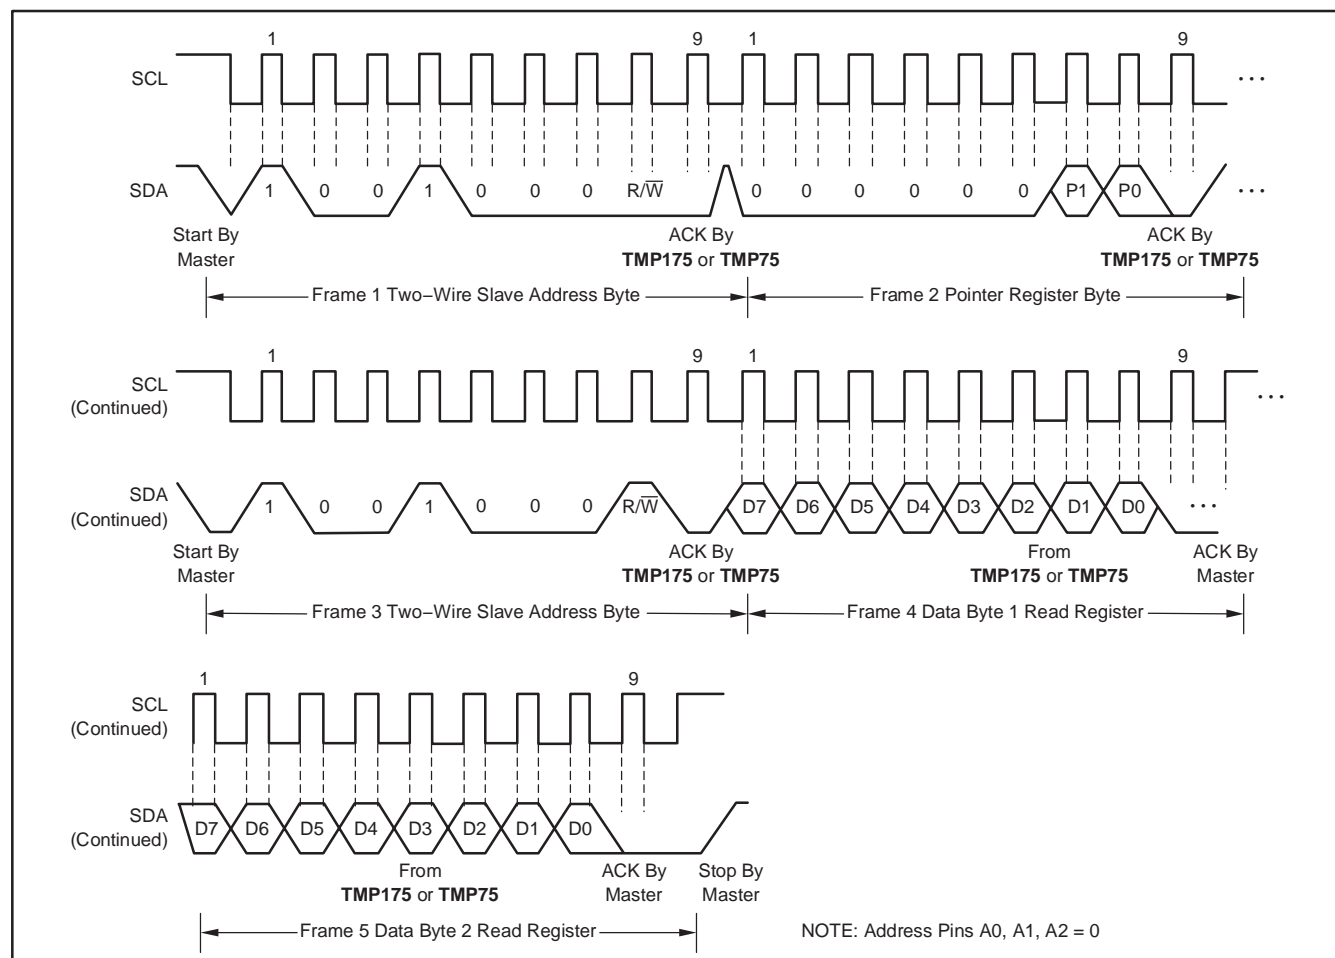 1 9 1 9
SCL ...
SDA 1 0 0 1 0 0 0 R/W̅ 0 0 0 0 0 0 P1 P0 ...
Start By Master
ACK By TMP175 or TMP75
ACK By TMP175 or TMP75
Frame 1 Two−Wire Slave Address Byte
Frame 2 Pointer Register Byte
1 9 1 9
SCL (Continued) ...
SDA (Continued) 1 0 0 1 0 0 0 R/W̅ D7 D6 D5 D4 D3 D2 D1 D0 ...
Start By Master
ACK By TMP175 or TMP75
From TMP175 or TMP75
ACK By Master
Frame 3 Two−Wire Slave Address Byte
Frame 4 Data Byte 1 Read Register
1 9
SCL (Continued)
SDA (Continued) D7 D6 D5 D4 D3 D2 D1 D0
From TMP175 or TMP75
ACK By Master
Stop By Master
Frame 5 Data Byte 2 Read Register
NOTE: Address Pins A0, A1, A2 = 0